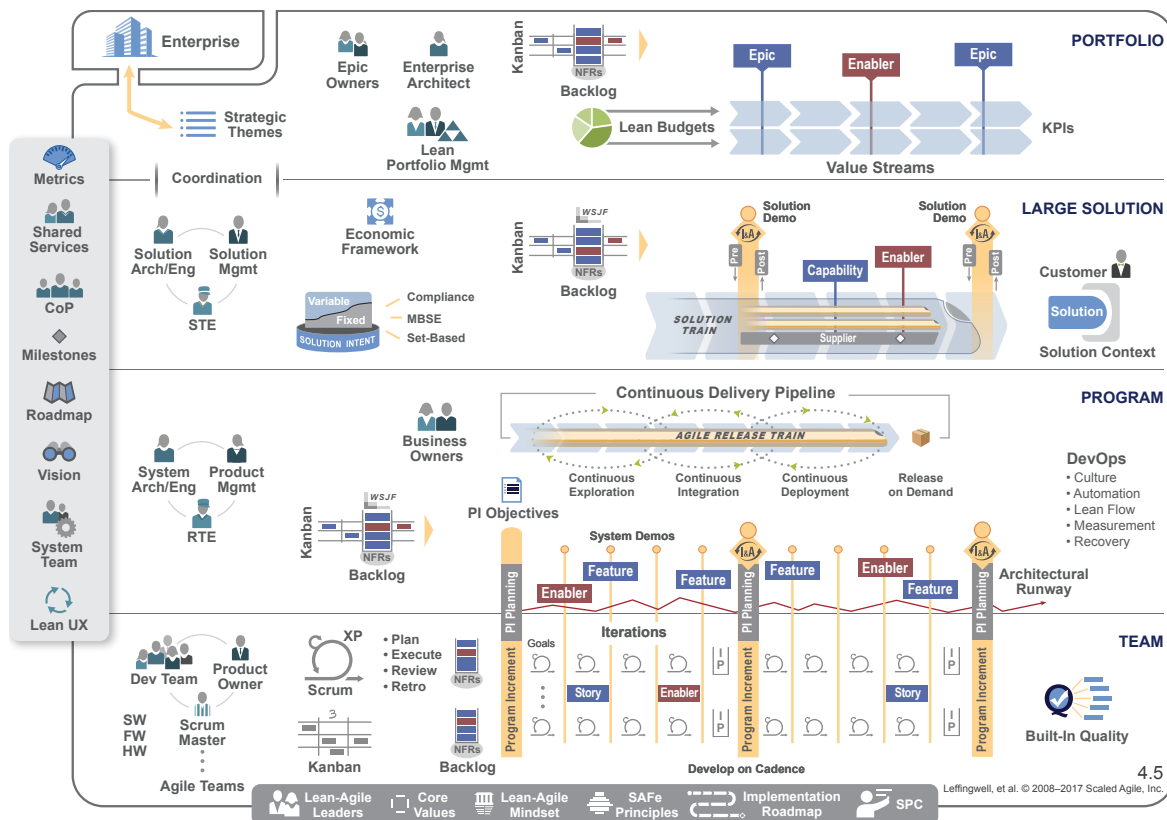 Enterprise
Strategic
Themes
Epic
Owners
Enterprise
Architect
Lean
Portfolio Mgmt
Kanban
NFRs
Backlog
Lean Budgets
Epic
Enabler
Epic
KPIs
Value Streams
PORTFOLIO
Metrics
Shared
Services
CoP
Milestones
Roadmap
Vision
System
Team
Lean UX
Coordination
Solution
Arch/Eng
Solution
Mgmt
STE
Economic
Framework
Variable
Fixed
SOLUTION INTENT
Compliance
MBSE
Set-Based
Kanban
WSJF
NFRs
Backlog
Solution
Demo
I&A
Pre
Post
Capability
Enabler
Solution
Demo
I&A
Pre
Post
SOLUTION
TRAIN
Supplier
LARGE SOLUTION
Customer
Solution
Solution Context
PROGRAM
Continuous Delivery Pipeline
AGILE RELEASE TRAIN
Continuous
Exploration
Continuous
Integration
Continuous
Deployment
Release
on Demand
Business
Owners
System
Arch/Eng
Product
Mgmt
RTE
Kanban
WSJF
NFRs
Backlog
PI Objectives
DevOps
• Culture
• Automation
• Lean Flow
• Measurement
• Recovery
System Demos
I&A
I&A
Enabler
Feature
Feature
Feature
Enabler
Feature
PI Planning
PI Planning
PI Planning
Architectural
Runway
TEAM
Dev Team
Product
Owner
Scrum
Master
SW
FW
HW
Agile Teams
XP
Scrum
• Plan
• Execute
• Review
• Retro
3
Kanban
NFRs
NFRs
Backlog
Program Increment
Program Increment
Program Increment
Goals
Iterations
Story
Enabler
Story
I
P
I
P
I
P
I
P
Develop on Cadence
Built-In Quality
4.5
Leffingwell, et al. © 2008–2017 Scaled Agile, Inc.
Lean-Agile
Leaders
Core
Values
Lean-Agile
Mindset
SAFe
Principles
Implementation
Roadmap
SPC